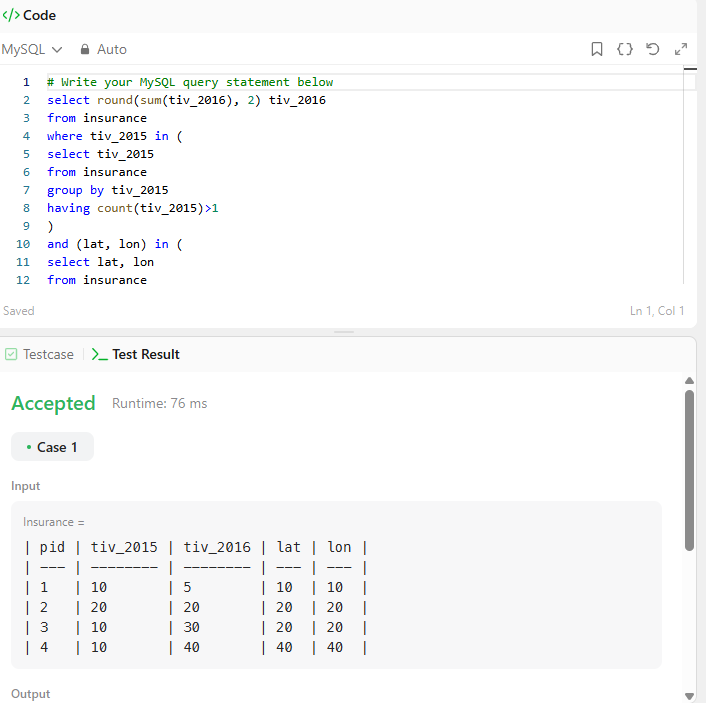 </> Code
MySQL Auto
1 # Write your MySQL query statement below
2 select round(sum(tiv_2016), 2) tiv_2016
3 from insurance
4 where tiv_2015 in (
5 select tiv_2015
6 from insurance
7 group by tiv_2015
8 having count(tiv_2015)>1
9 )
10 and (lat, lon) in (
11 select lat, lon
12 from insurance
Saved Ln 1, Col 1
Testcase >_ Test Result
Accepted Runtime: 76 ms
• Case 1
Input
Insurance =
| pid | tiv_2015 | tiv_2016 | lat | lon |
| --- | -------- | -------- | --- | --- |
| 1 | 10 | 5 | 10 | 10 |
| 2 | 20 | 20 | 20 | 20 |
| 3 | 10 | 30 | 20 | 20 |
| 4 | 10 | 40 | 40 | 40 |
Output